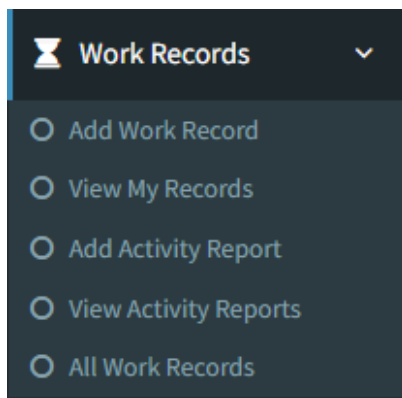 Work Records
Add Work Record
View My Records
Add Activity Report
View Activity Reports
All Work Records